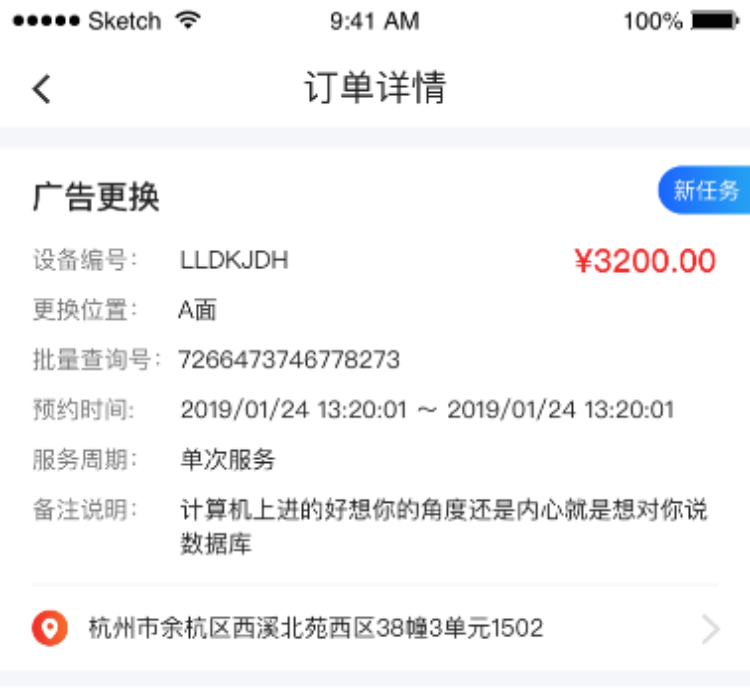 ●●●●● Sketch 9:41 AM 100%
订单详情
广告更换 新任务
设备编号： LLDKJDH ¥3200.00
更换位置： A面
批量查询号：7266473746778273
预约时间: 2019/01/24 13:20:01 ～ 2019/01/24 13:20:01
服务周期： 单次服务
备注说明： 计算机上进的好想你的角度还是内心就是想对你说
数据库
杭州市余杭区西溪北苑西区38幢3单元1502